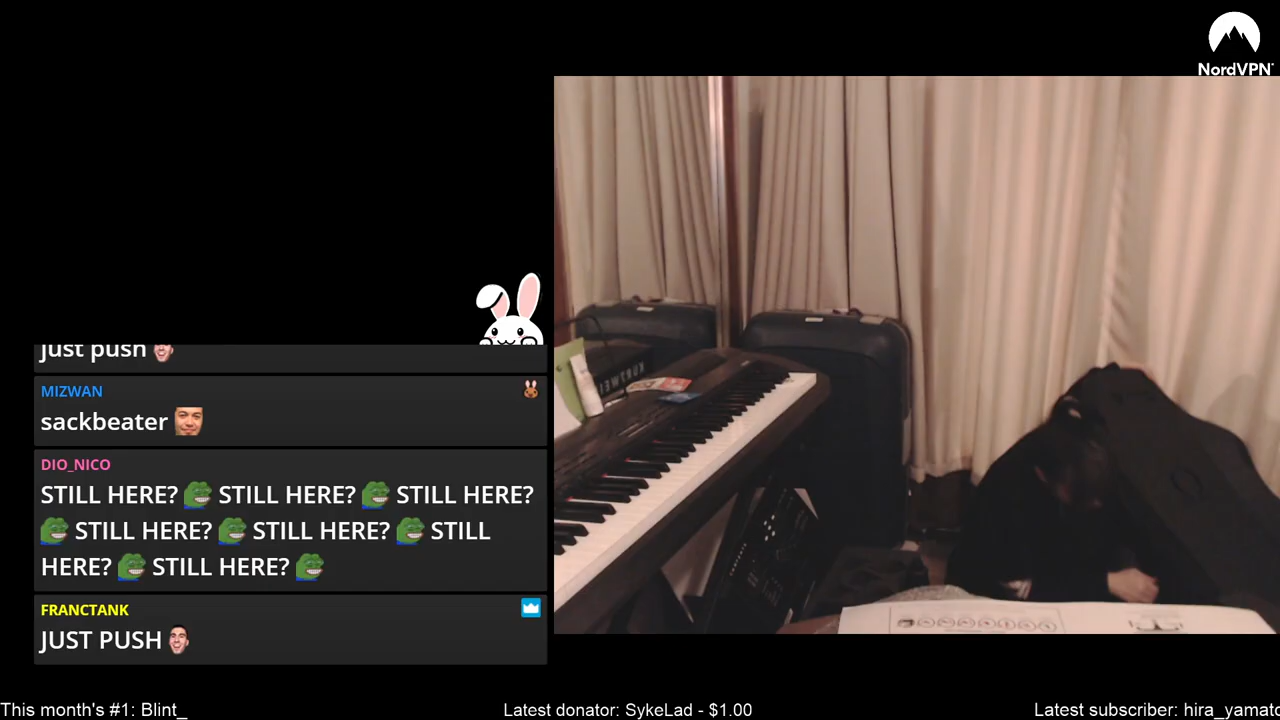 NordVPN
Just push
MIZWAN
sackbeater
DIO_NICO
STILL HERE? STILL HERE? STILL HERE?
STILL HERE? STILL HERE? STILL
HERE? STILL HERE?
FRANCTANK
JUST PUSH
KURZWEI
This month's #1: Blint_
Latest donator: SykeLad - $1.00
Latest subscriber: hira_yamato